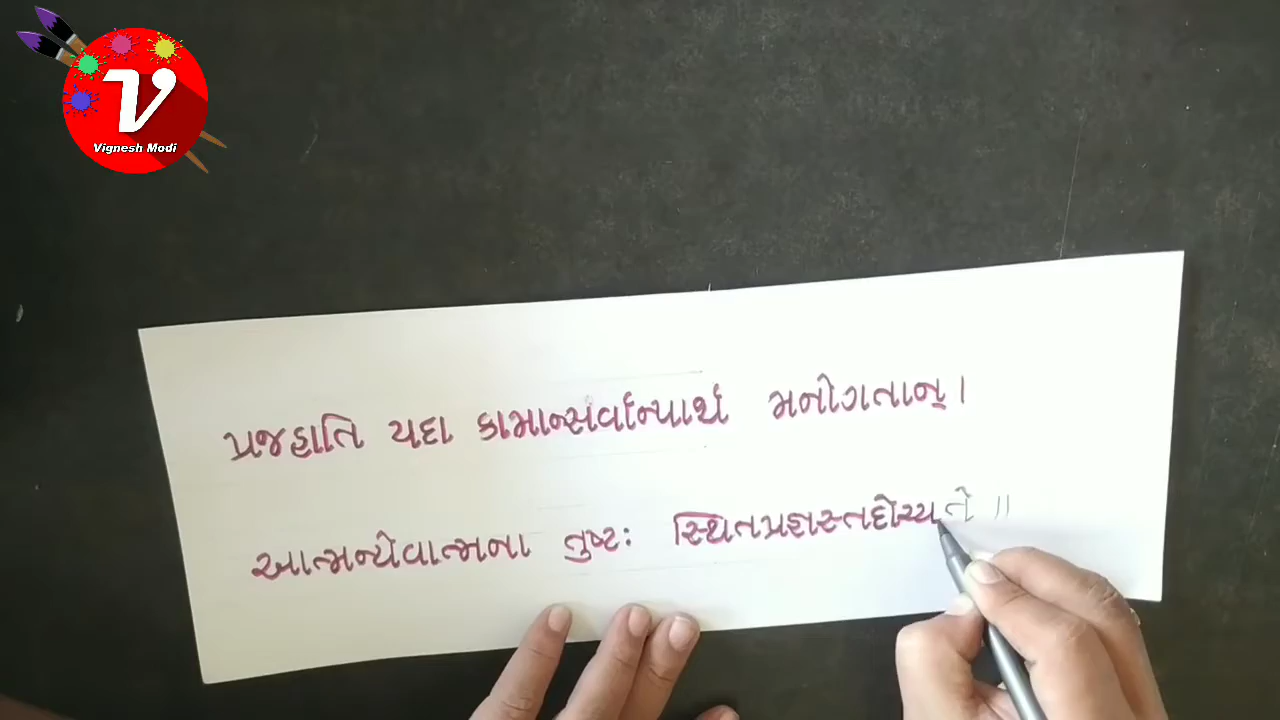 V
Vignesh Modi
પ્રજહાતિ યદા કામાન્સર્વાન્પાર્થ મનોગતાન્।
આત્મન્યેવાત્મના તુષ્ટઃ સ્થિતપ્રજ્ઞસ્તદોચ્યતે ॥